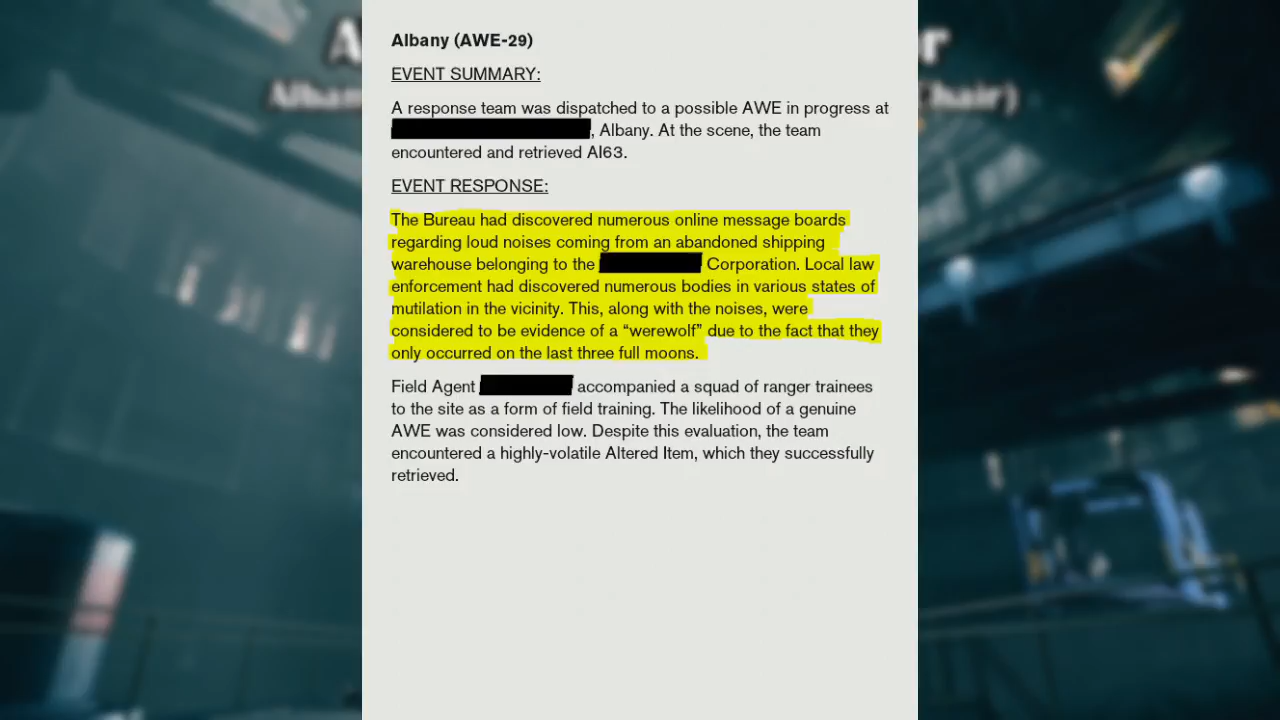 Albany (AWE-29)
EVENT SUMMARY:
A response team was dispatched to a possible AWE in progress at
, Albany. At the scene, the team
encountered and retrieved AI63.
EVENT RESPONSE:
The Bureau had discovered numerous online message boards
regarding loud noises coming from an abandoned shipping
warehouse belonging to the Corporation. Local law
enforcement had discovered numerous bodies in various states of
mutilation in the vicinity. This, along with the noises, were
considered to be evidence of a “werewolf” due to the fact that they
only occurred on the last three full moons.
Field Agent accompanied a squad of ranger trainees
to the site as a form of field training. The likelihood of a genuine
AWE was considered low. Despite this evaluation, the team
encountered a highly-volatile Altered Item, which they successfully
retrieved.